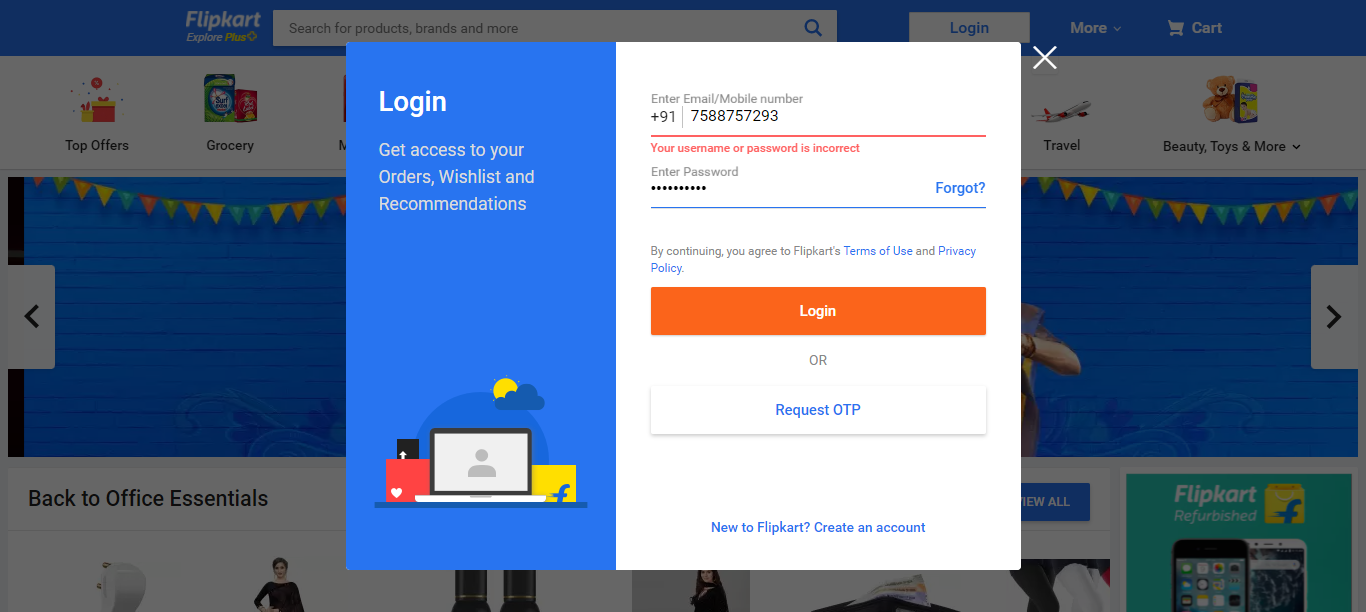 Flipkart
Explore Plus
Search for products, brands and more
Login
More
Cart
Top Offers
Grocery
M
Travel
Beauty, Toys & More
Login
Get access to your
Orders, Wishlist and
Recommendations
Enter Email/Mobile number
+91 7588757293
Your username or password is incorrect
Enter Password
••••••••••
Forgot?
By continuing, you agree to Flipkart's Terms of Use and Privacy
Policy.
Login
OR
Request OTP
New to Flipkart? Create an account
Back to Office Essentials
VIEW ALL
Flipkart
Refurbished